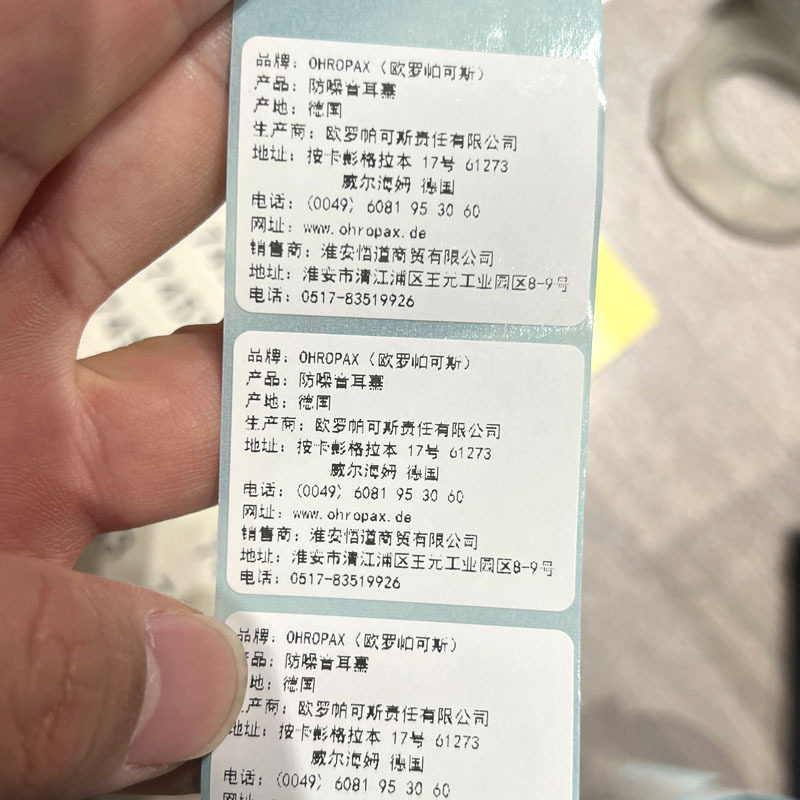 品牌：OHROPAX（欧罗帕可斯）
产品：防噪音耳塞
产地：德国
生产商：欧罗帕可斯责任有限公司
地址：按卡彭格拉本 17号 61273
威尔海姆 德国
电话：(0049) 6081 95 30 60
网址：www.ohropax.de
销售商：淮安悟道商贸有限公司
地址：淮安市清江浦区王元工业园区8-9号
电话：0517-83519926
品牌：OHROPAX（欧罗帕可斯）
产品：防噪音耳塞
产地：德国
生产商：欧罗帕可斯责任有限公司
地址：按卡彭格拉本 17号 61273
威尔海姆 德国
电话：(0049) 6081 95 30 60
网址：www.ohropax.de
销售商：淮安悟道商贸有限公司
地址：淮安市清江浦区王元工业园区8-9号
电话：0517-83519926
品牌：OHROPAX（欧罗帕可斯）
品：防噪音耳塞
地：德国
产商：欧罗帕可斯责任有限公司
地址：按卡彭格拉本 17号 61273
威尔海姆 德国
电话：(0049) 6081 95 30 60